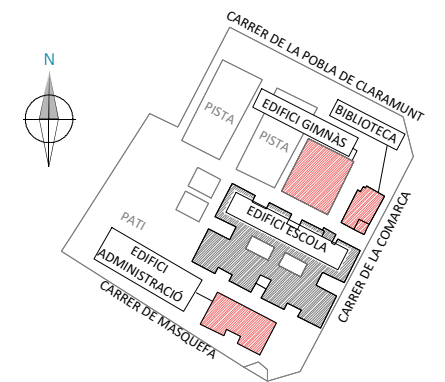 CARRER DE LA POBLA DE CLARAMUNT
N
EDIFICI GIMNÀS
BIBLIOTECA
PISTA
PISTA
EDIFICI ESCOLA
PATI
CARRER DE LA COMARCA
EDIFICI
ADMINISTRACIÓ
CARRER DE MASQUEFA